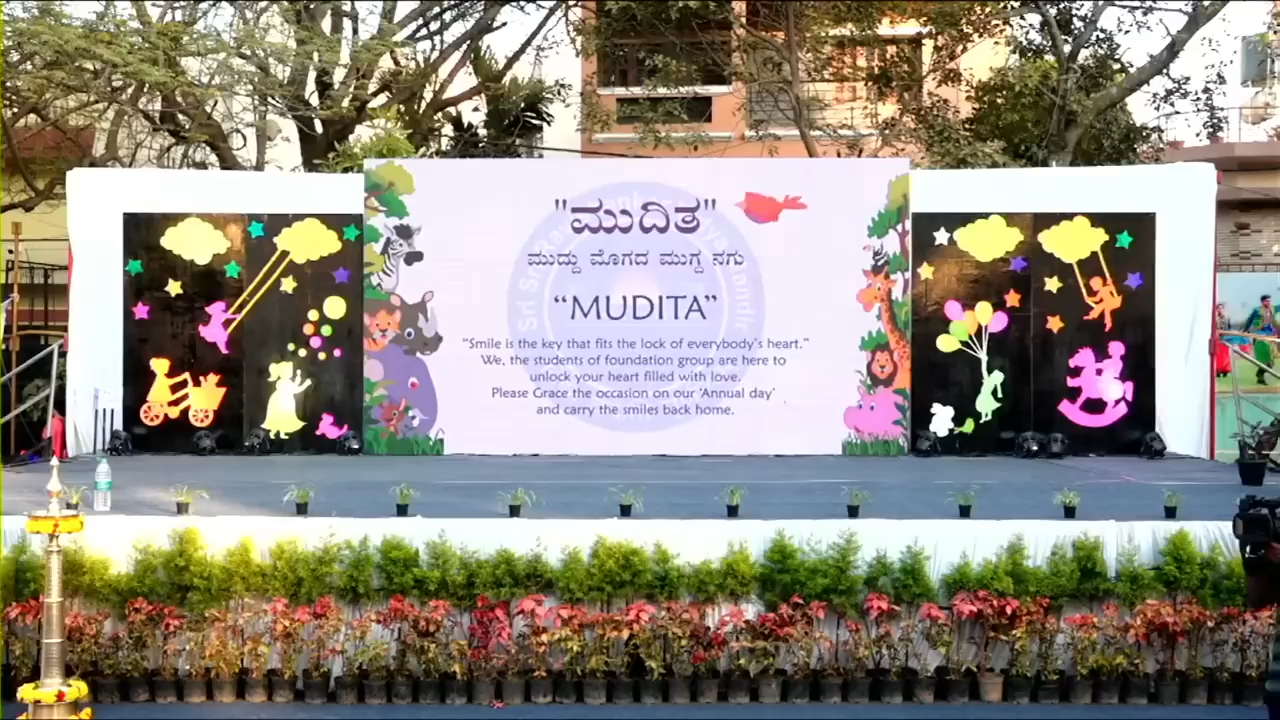 "ಮುದಿತ"
ಮುದ್ದು ಮೊಗದ ಮುಗ್ದ ನಗು
“MUDITA”
“Smile is the key that fits the lock of everybody's heart.”
We, the students of foundation group are here to
unlock your heart filled with love.
Please Grace the occasion on our ‘Annual day’
and carry the smiles back home.